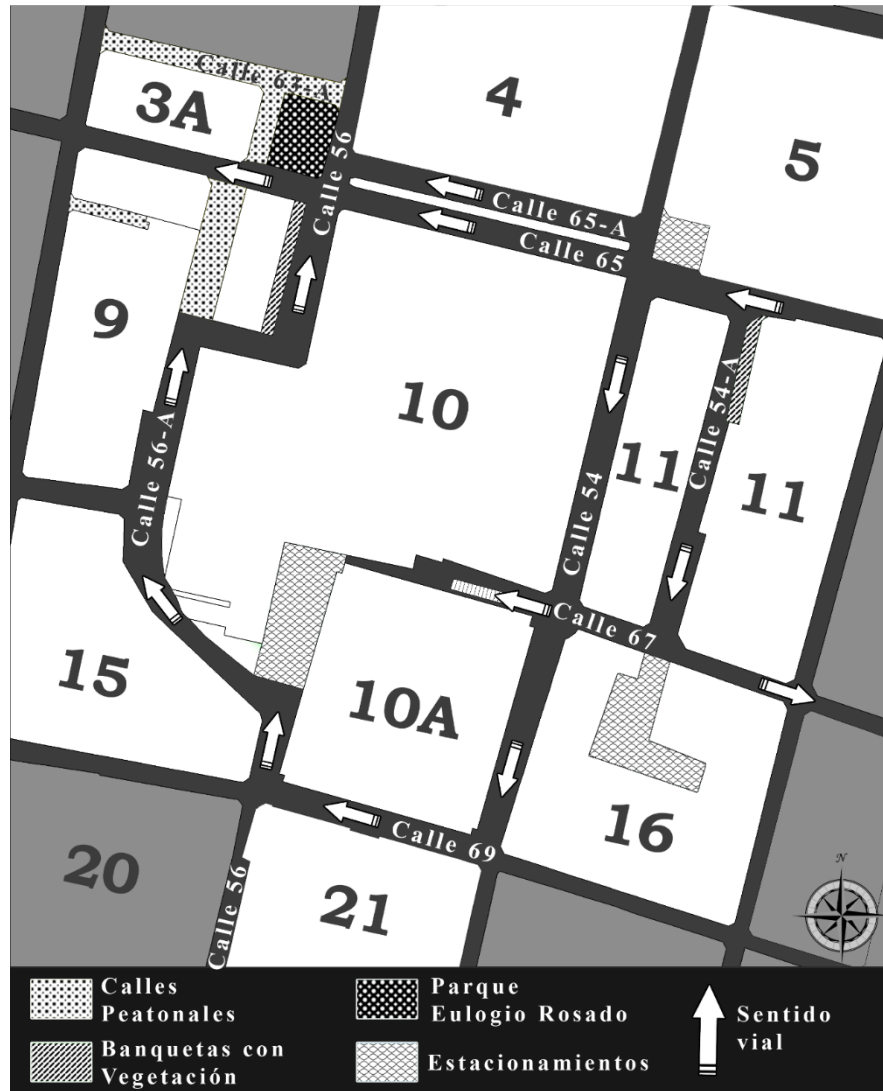 Calle 64-A
3A
4
5
Calle 56
Calle 65-A
Calle 65
9
10
11
11
Calle 54-A
Calle 54
Calle 56-A
Calle 67
15
10A
16
Calle 69
20
21
Calle 56
N
Calles
Peatonales
Parque
Eulogio Rosado
Sentido
vial
Banquetas con
Vegetación
Estacionamientos